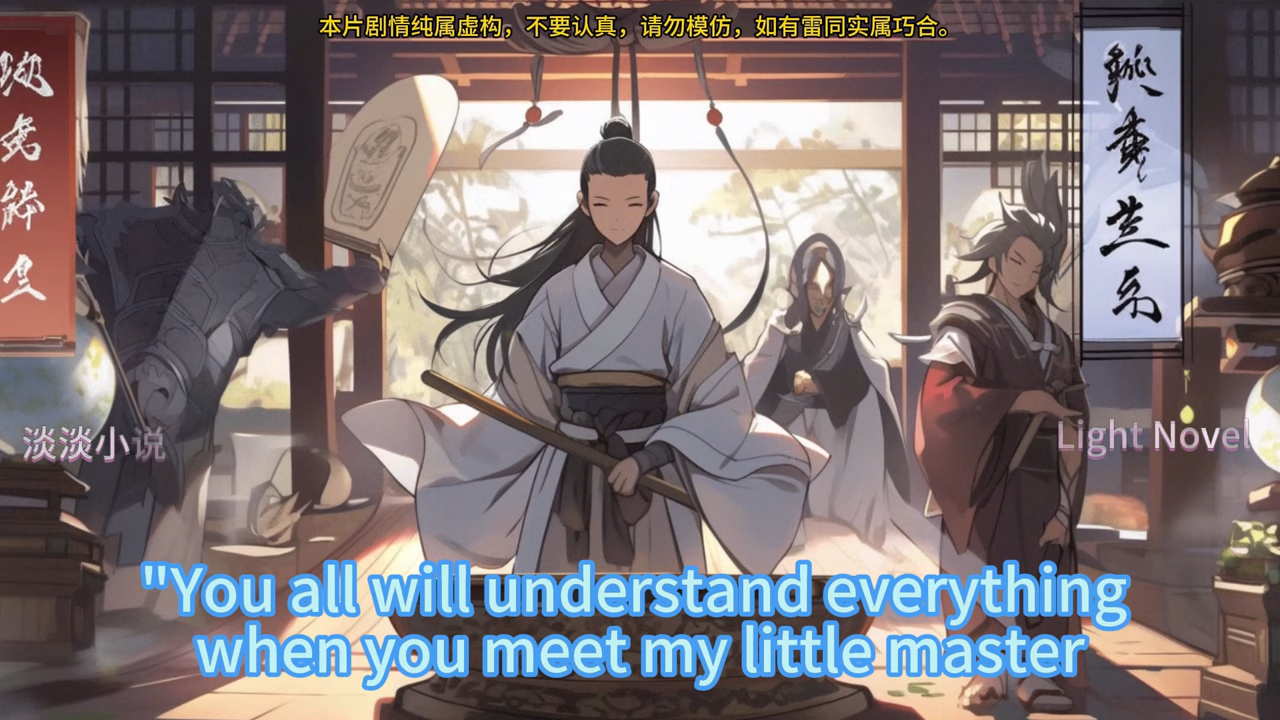 本片剧情纯属虚构，不要认真，请勿模仿，如有雷同实属巧合。
淡淡小说
Light Novel
"You all will understand everything
when you meet my little master